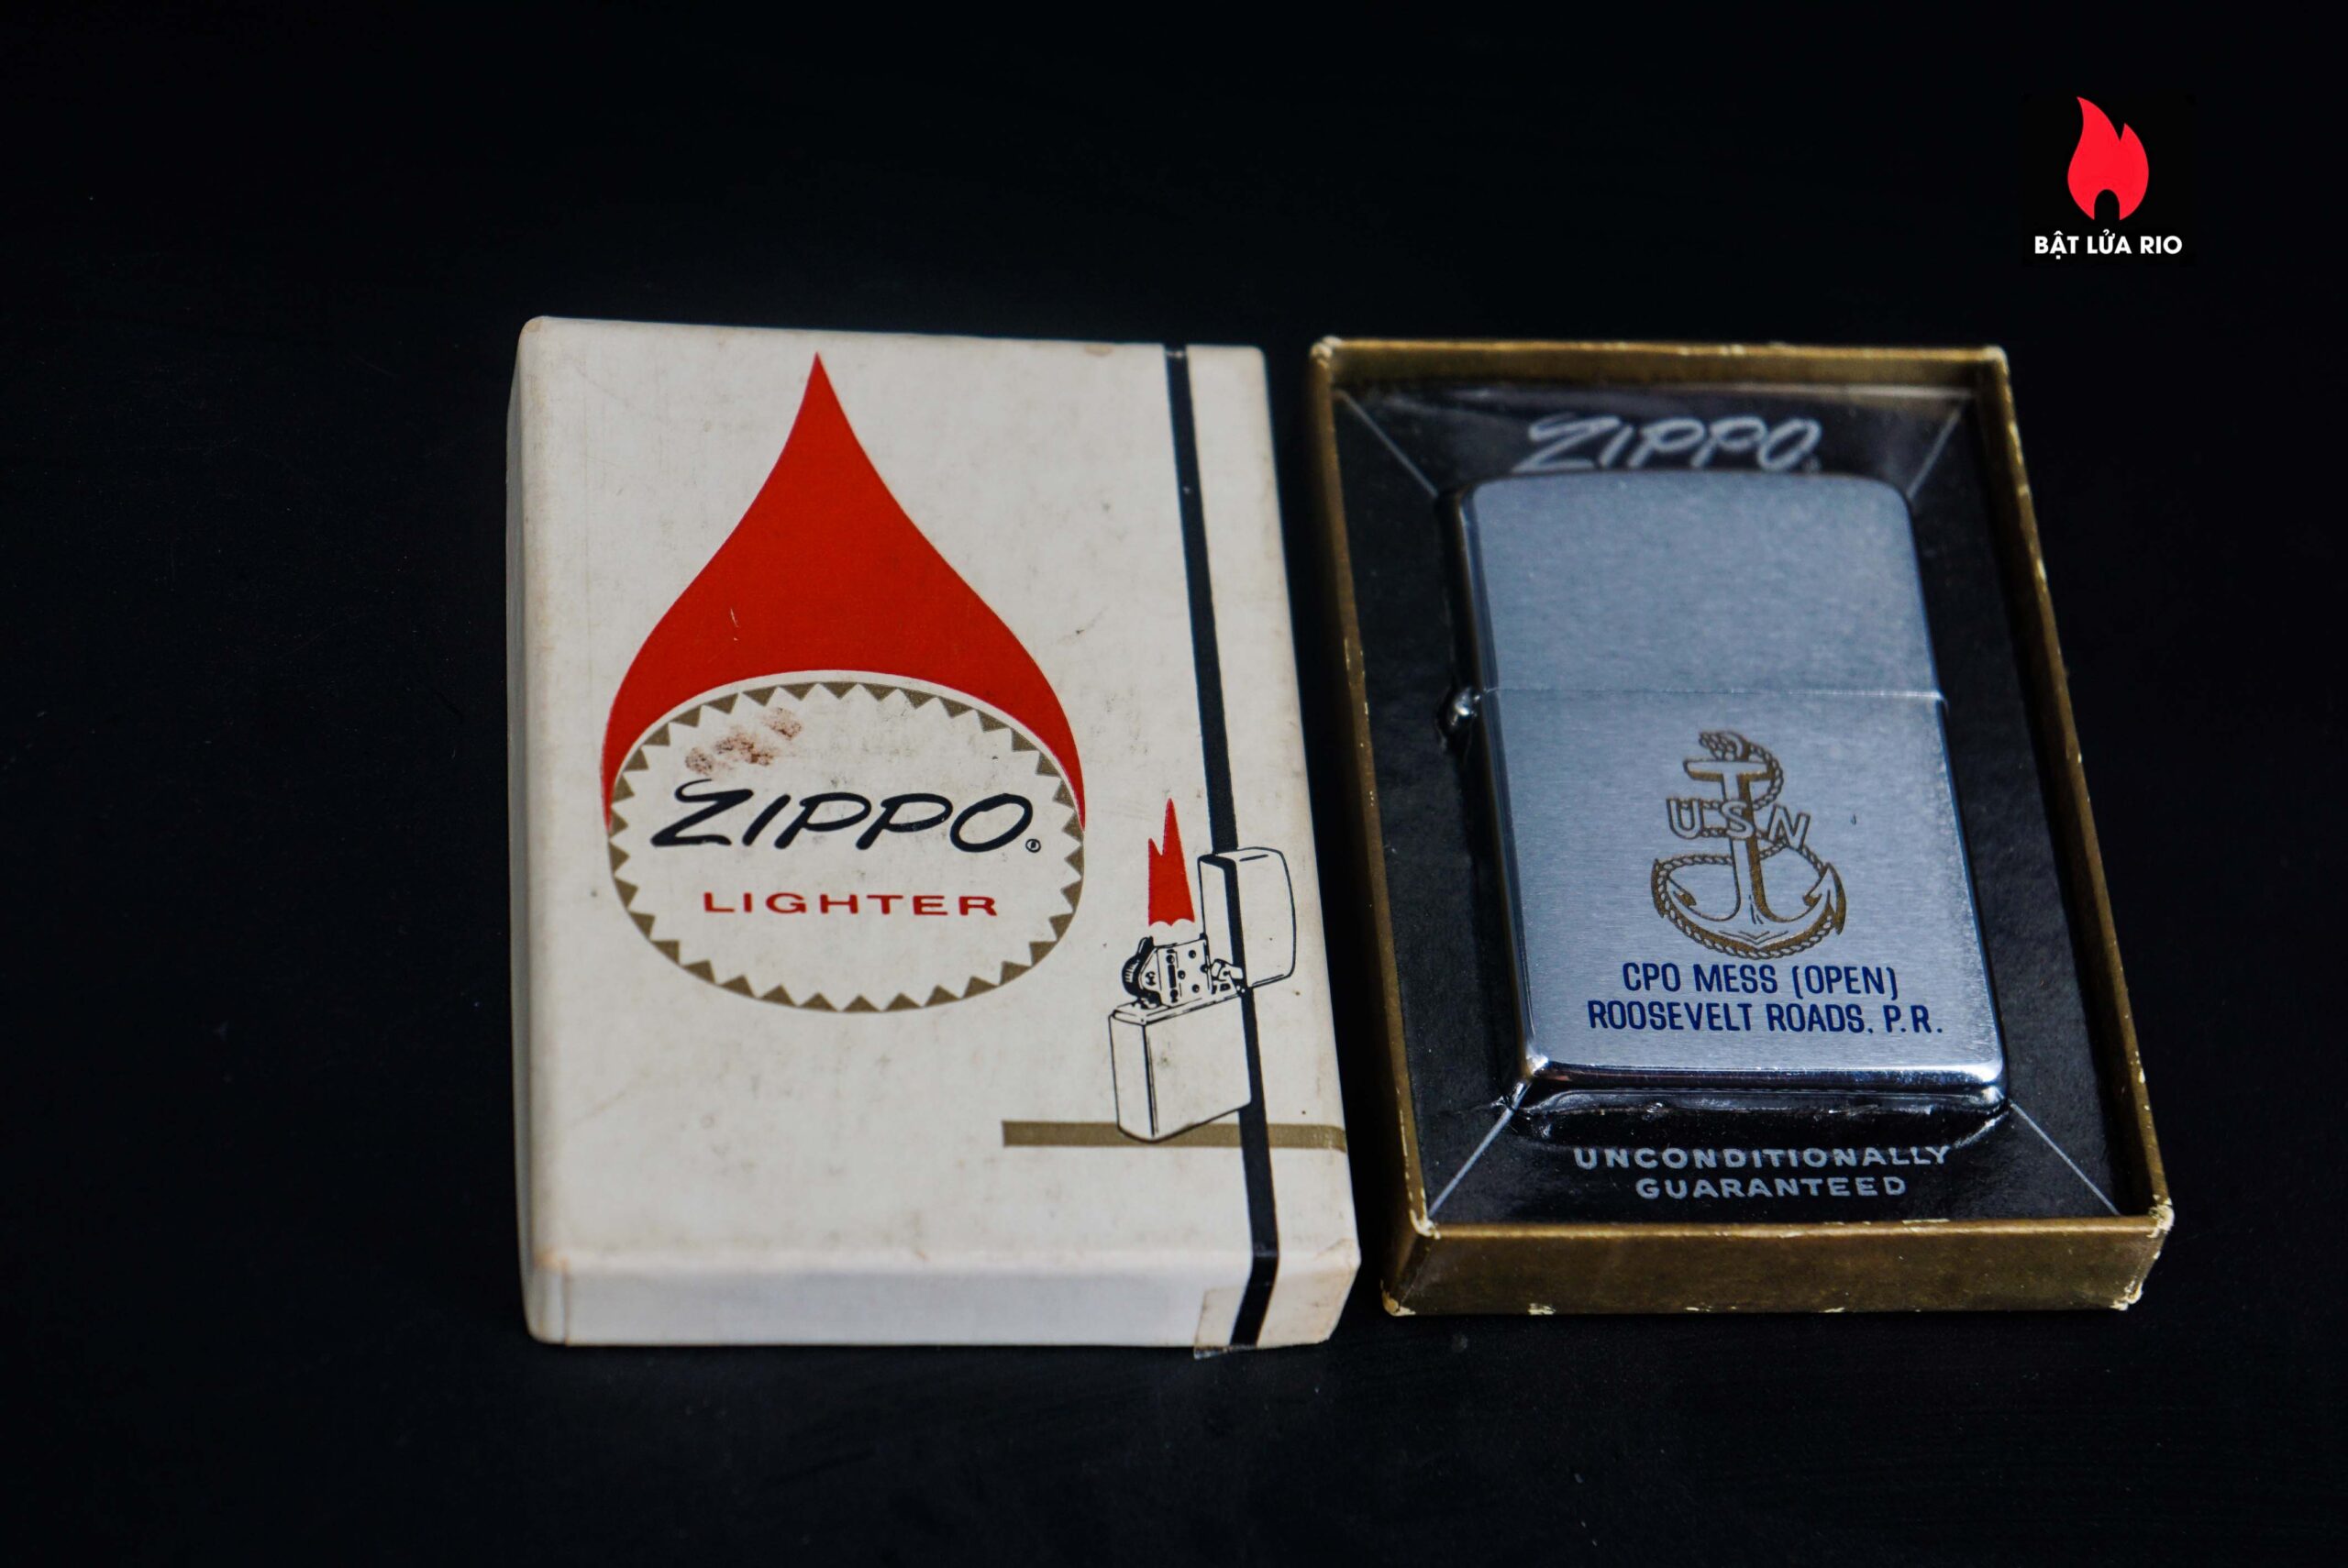 BẬT LỬA RIO
ZIPPO®
LIGHTER
ZIPPO®
USN
CPO MESS (OPEN)
ROOSEVELT ROADS, P.R.
UNCONDITIONALLY
GUARANTEED